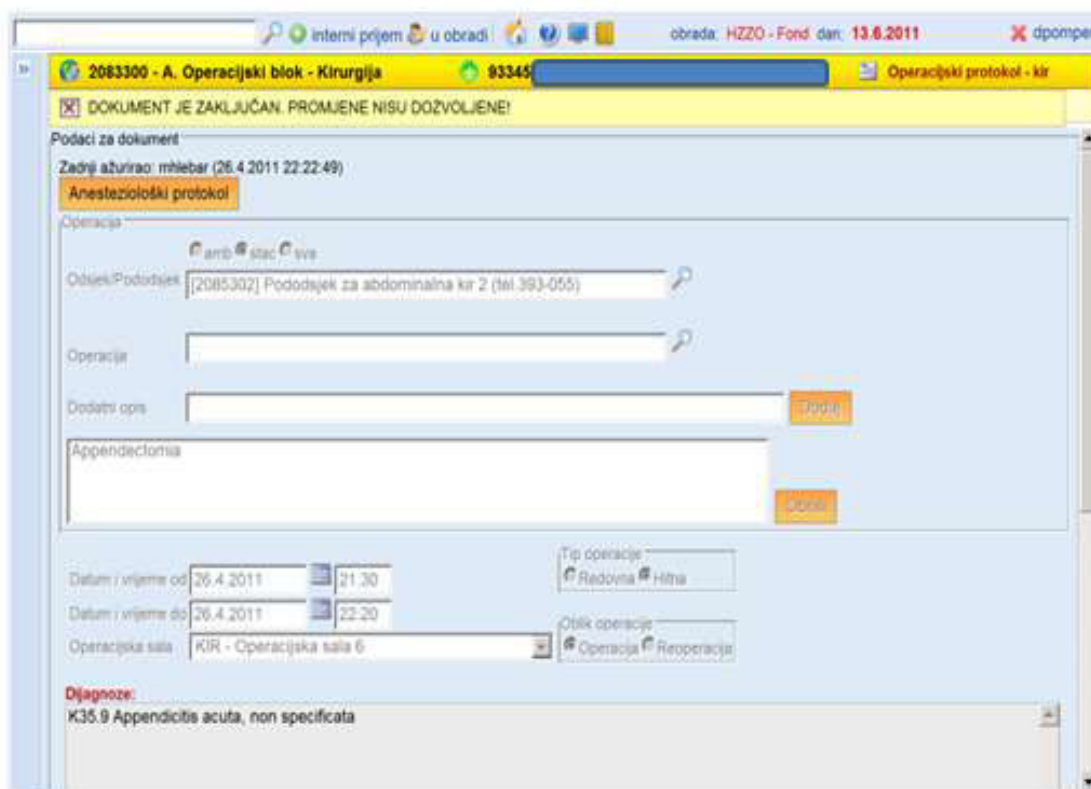 interni prijem u obradi obrada: HZZO - Fond dan: 13.6.2011 dpompe
2083300 - A. Operacijski blok - Kirurgija 93345 Operacijski protokol - kir
DOKUMENT JE ZAKLJUČAN. PROMJENE NISU DOZVOLJENE!
Podaci za dokument
Zadnji ažurirao: mhlebar (26.4.2011 22:22:49)
Anesteziološki protokol
Operacija
amb stac sva
Odsjek/Pododsjek [2085302] Pododsjek za abdominalna kir 2 (tel.393-055)
Operacija
Dodatni opis Dodaj
Appendectomia
Obriši
Tip operacije
Datum i vrijeme od 26.4.2011 21:30 Redovna Hitna
Datum i vrijeme do 26.4.2011 22:20
Oblik operacije
Operacijska sala KIR - Operacijska sala 6 Operacija Reoperacija
Dijagnoze:
K35.9 Appendicitis acuta, non specificata